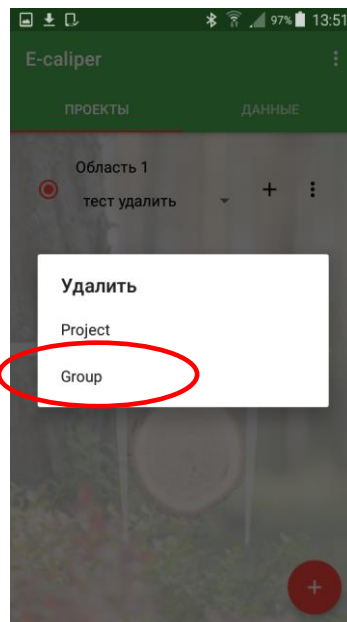 97% 13:51
E-caliper
ПРОЕКТЫ ДАННЫЕ
Область 1
тест удалить
Удалить
Project
Group